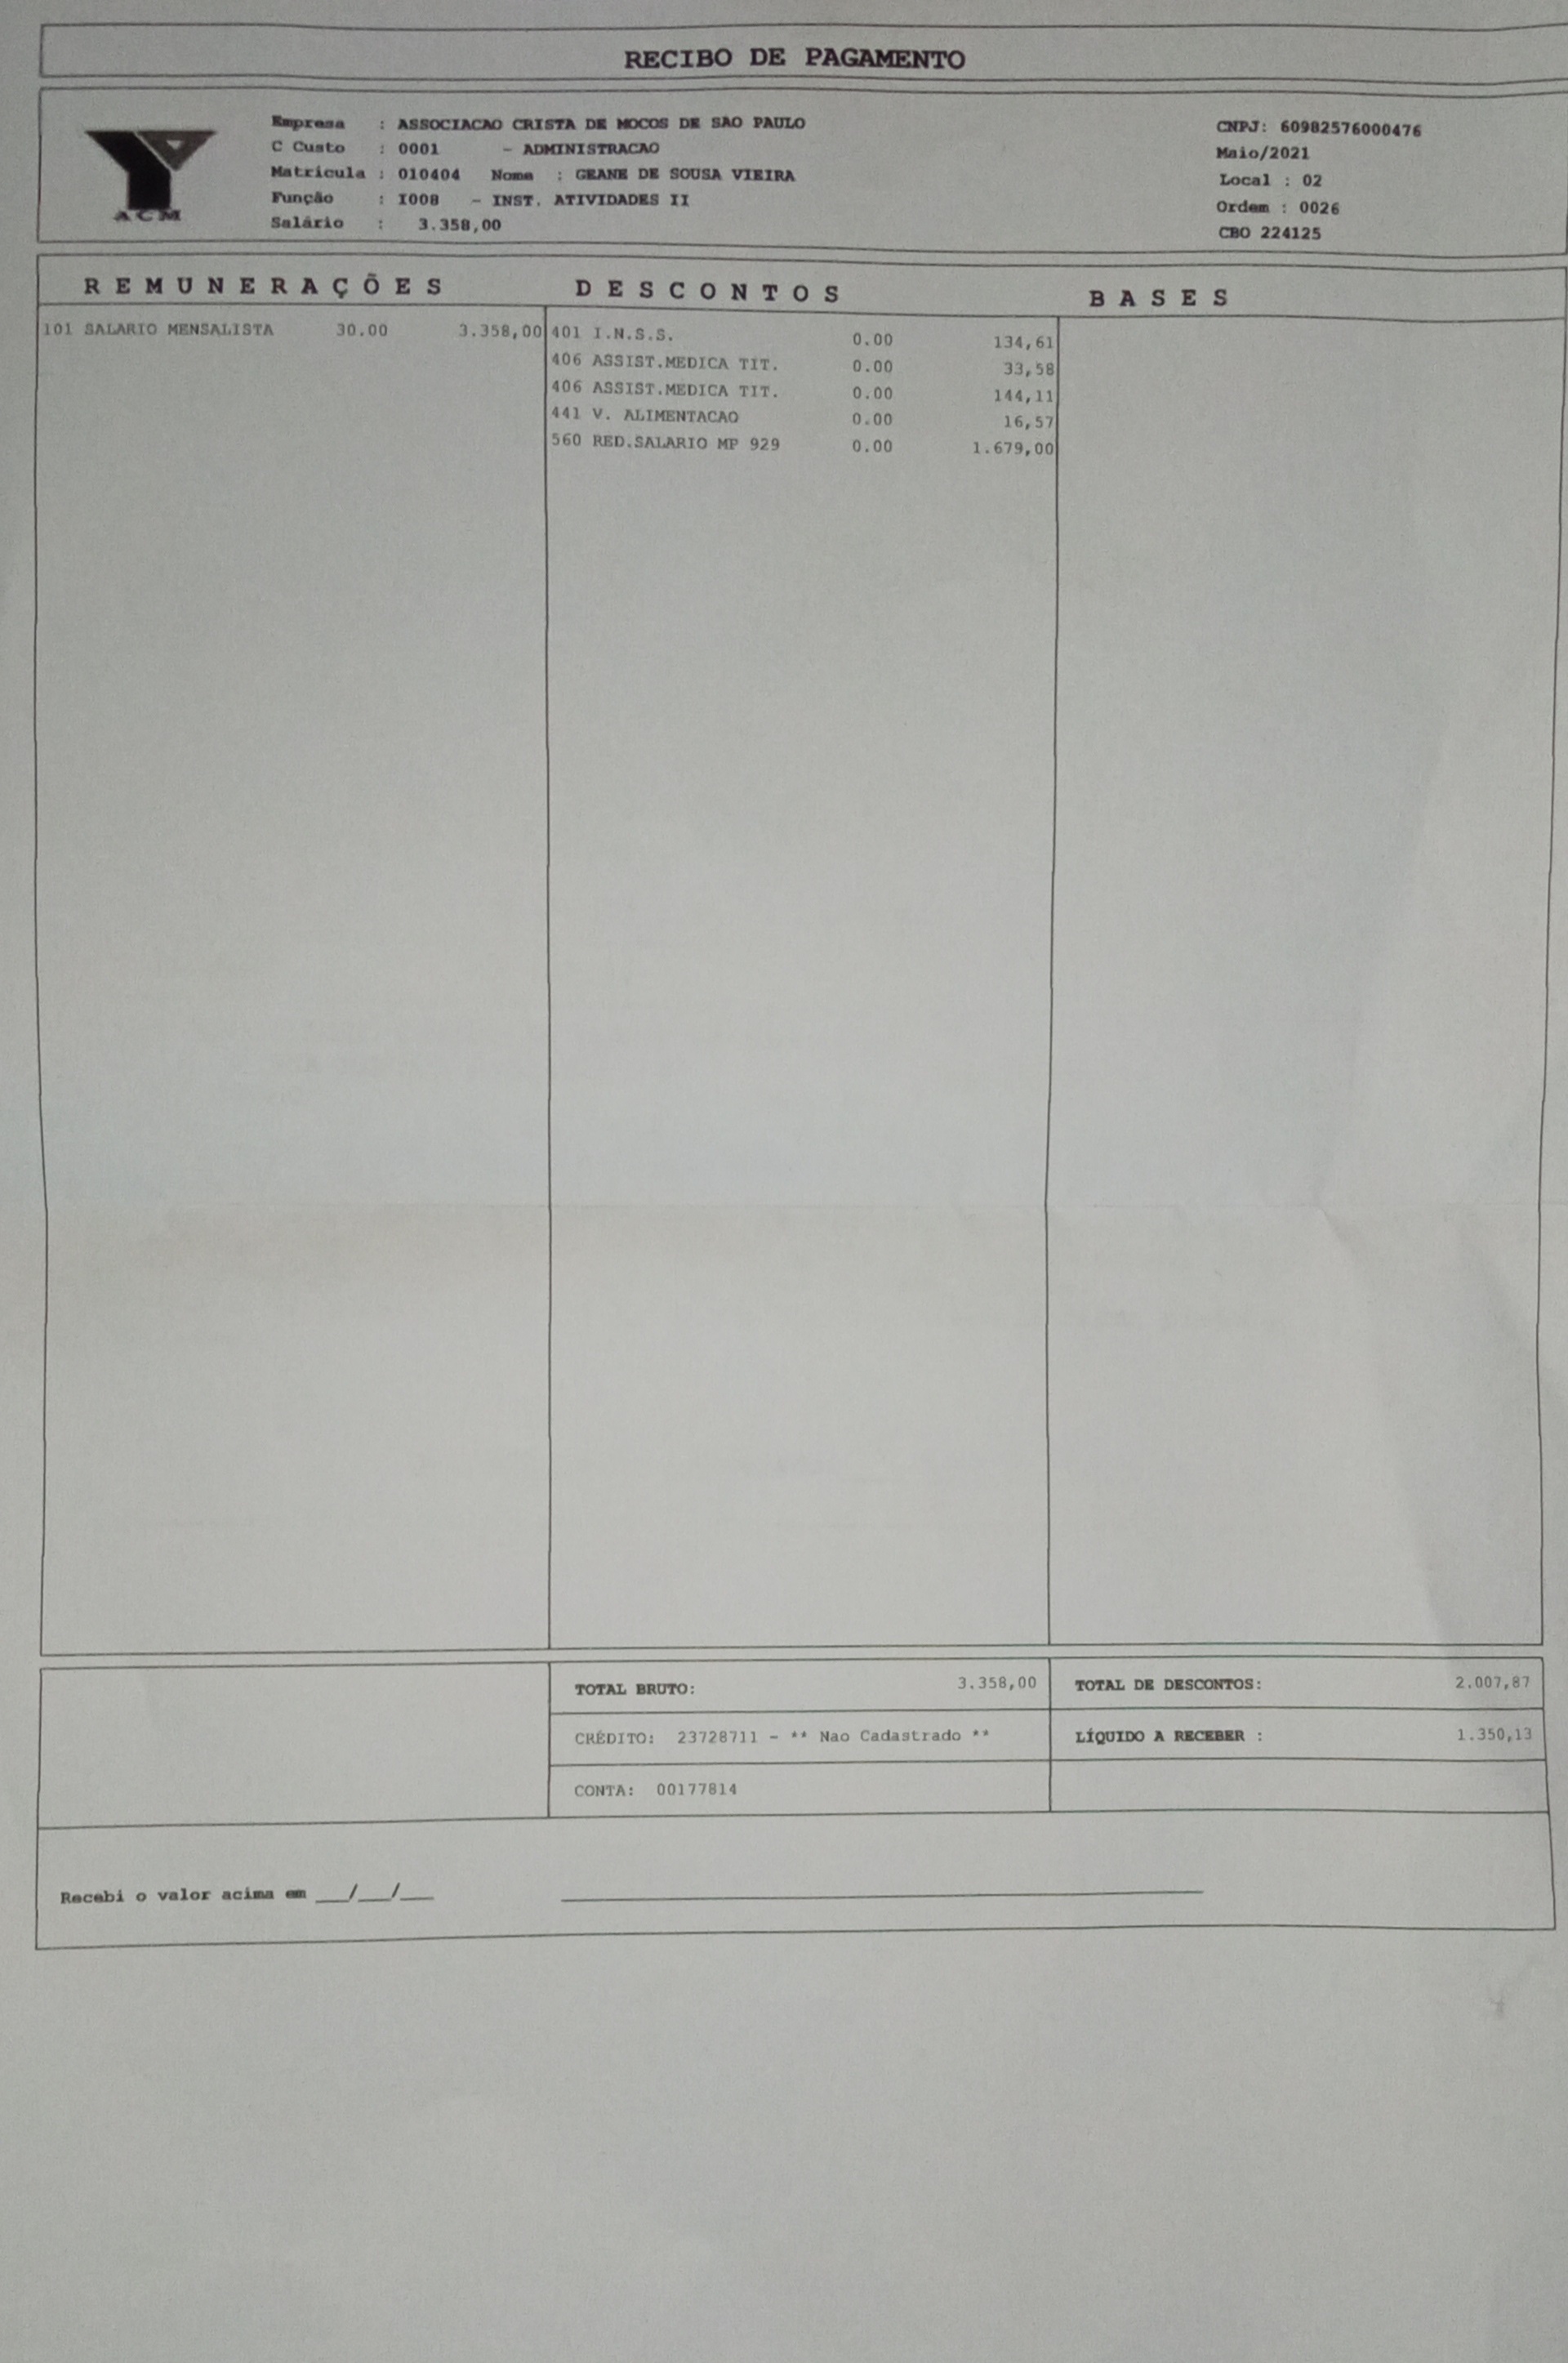 RECIBO DE PAGAMENTO
ACM
Empresa : ASSOCIACAO CRISTA DE MOCOS DE SAO PAULO
C Custo : 0001 - ADMINISTRACAO
Matrícula : 010404 Nome : GEANE DE SOUSA VIEIRA
Função : I008 - INST. ATIVIDADES II
Salário : 3.358,00
CNPJ: 60982576000476
Maio/2021
Local : 02
Ordem : 0026
CBO 224125
REMUNERAÇÕES DESCONTOS BASES
101 SALARIO MENSALISTA 30.00 3.358,00 401 I.N.S.S. 0.00 134,61
406 ASSIST.MEDICA TIT. 0.00 33,58
406 ASSIST.MEDICA TIT. 0.00 144,11
441 V. ALIMENTACAO 0.00 16,57
560 RED.SALARIO MP 929 0.00 1.679,00
TOTAL BRUTO: 3.358,00 TOTAL DE DESCONTOS: 2.007,87
CRÉDITO: 23728711 - ** Nao Cadastrado ** LÍQUIDO A RECEBER : 1.350,13
CONTA: 00177814
Recebi o valor acima em __/__/__